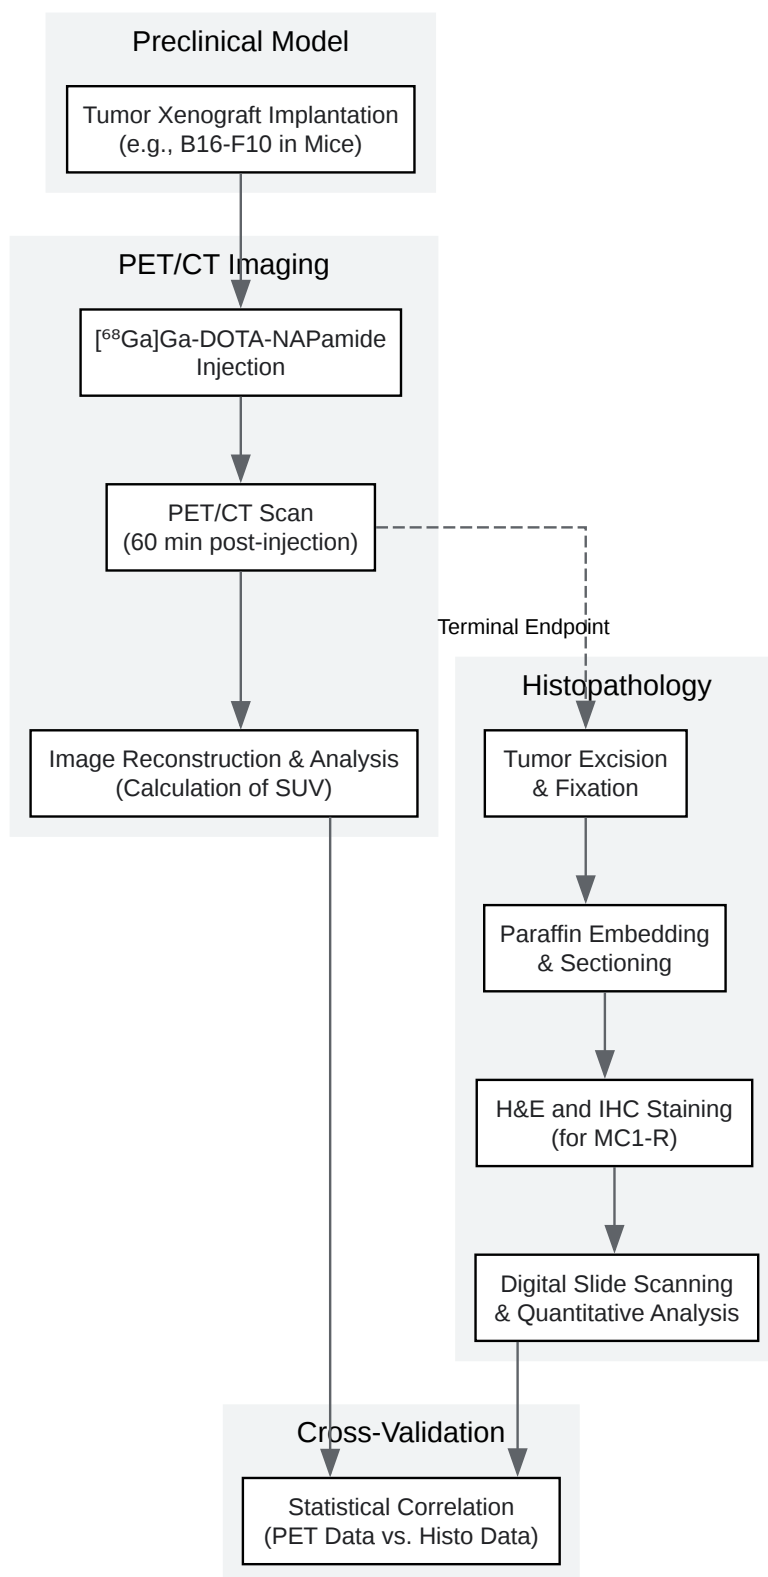 Preclinical Model
Tumor Xenograft Implantation
(e.g., B16-F10 in Mice)
PET/CT Imaging
[⁶⁸Ga]Ga-DOTA-NAPamide
Injection
PET/CT Scan
(60 min post-injection)
Terminal Endpoint
Image Reconstruction & Analysis
(Calculation of SUV)
Histopathology
Tumor Excision
& Fixation
Paraffin Embedding
& Sectioning
H&E and IHC Staining
(for MC1-R)
Digital Slide Scanning
& Quantitative Analysis
Cross-Validation
Statistical Correlation
(PET Data vs. Histo Data)